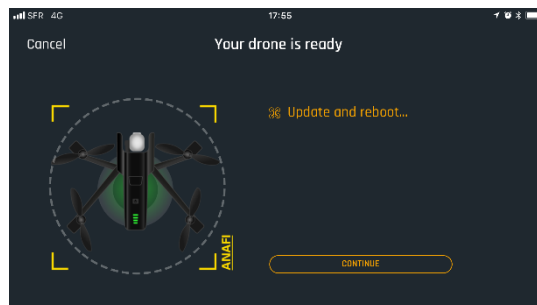 SFR 4G 17:55
Cancel Your drone is ready
Update and reboot...
ANAFI
CONTINUE